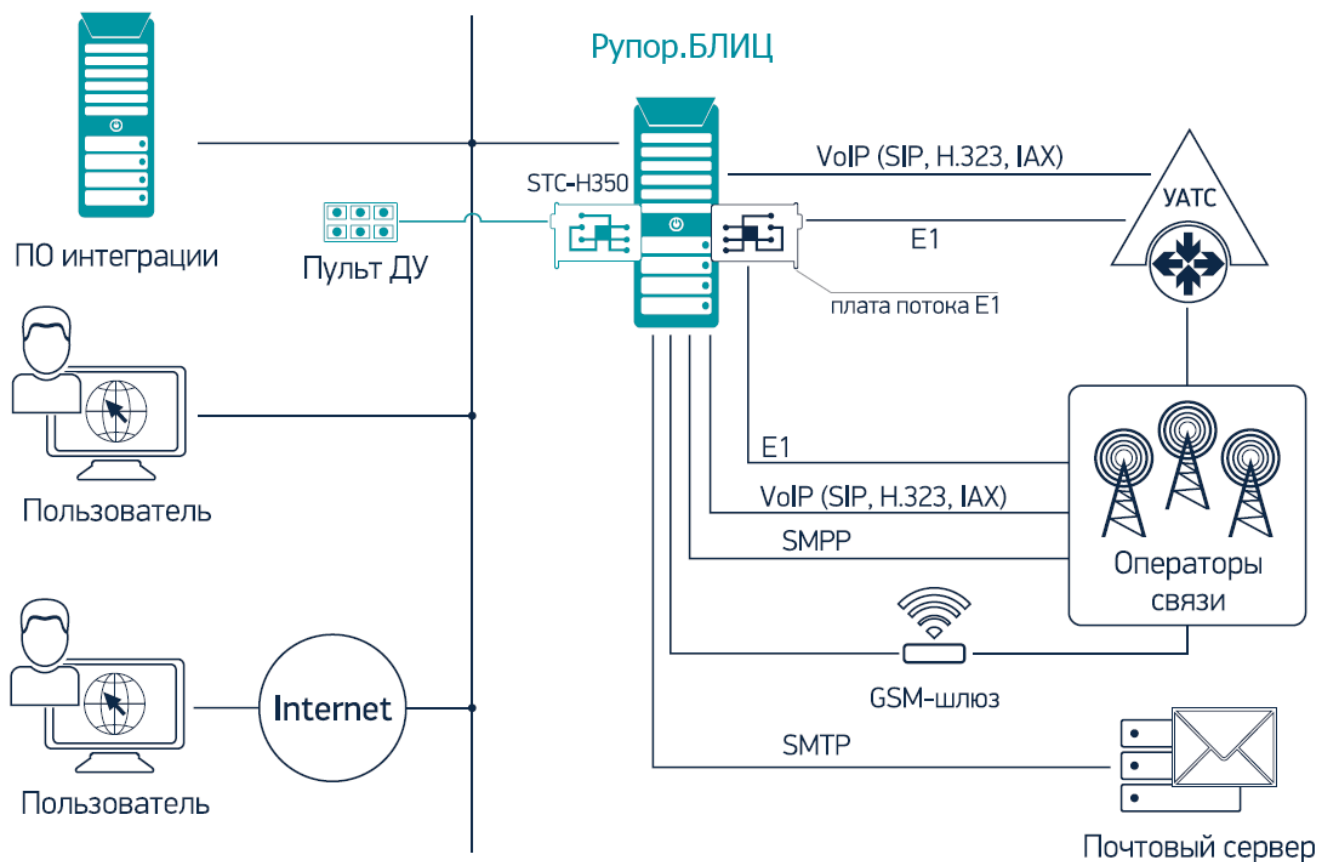 Рупор.БЛИЦ
ПО интеграции
STC-H350
Пульт ДУ
VoIP (SIP, H.323, IAX)
E1
плата потока E1
УАТС
Пользователь
E1
VoIP (SIP, H.323, IAX)
SMPP
Операторы
связи
GSM-шлюз
Internet
Пользователь
SMTP
Почтовый сервер